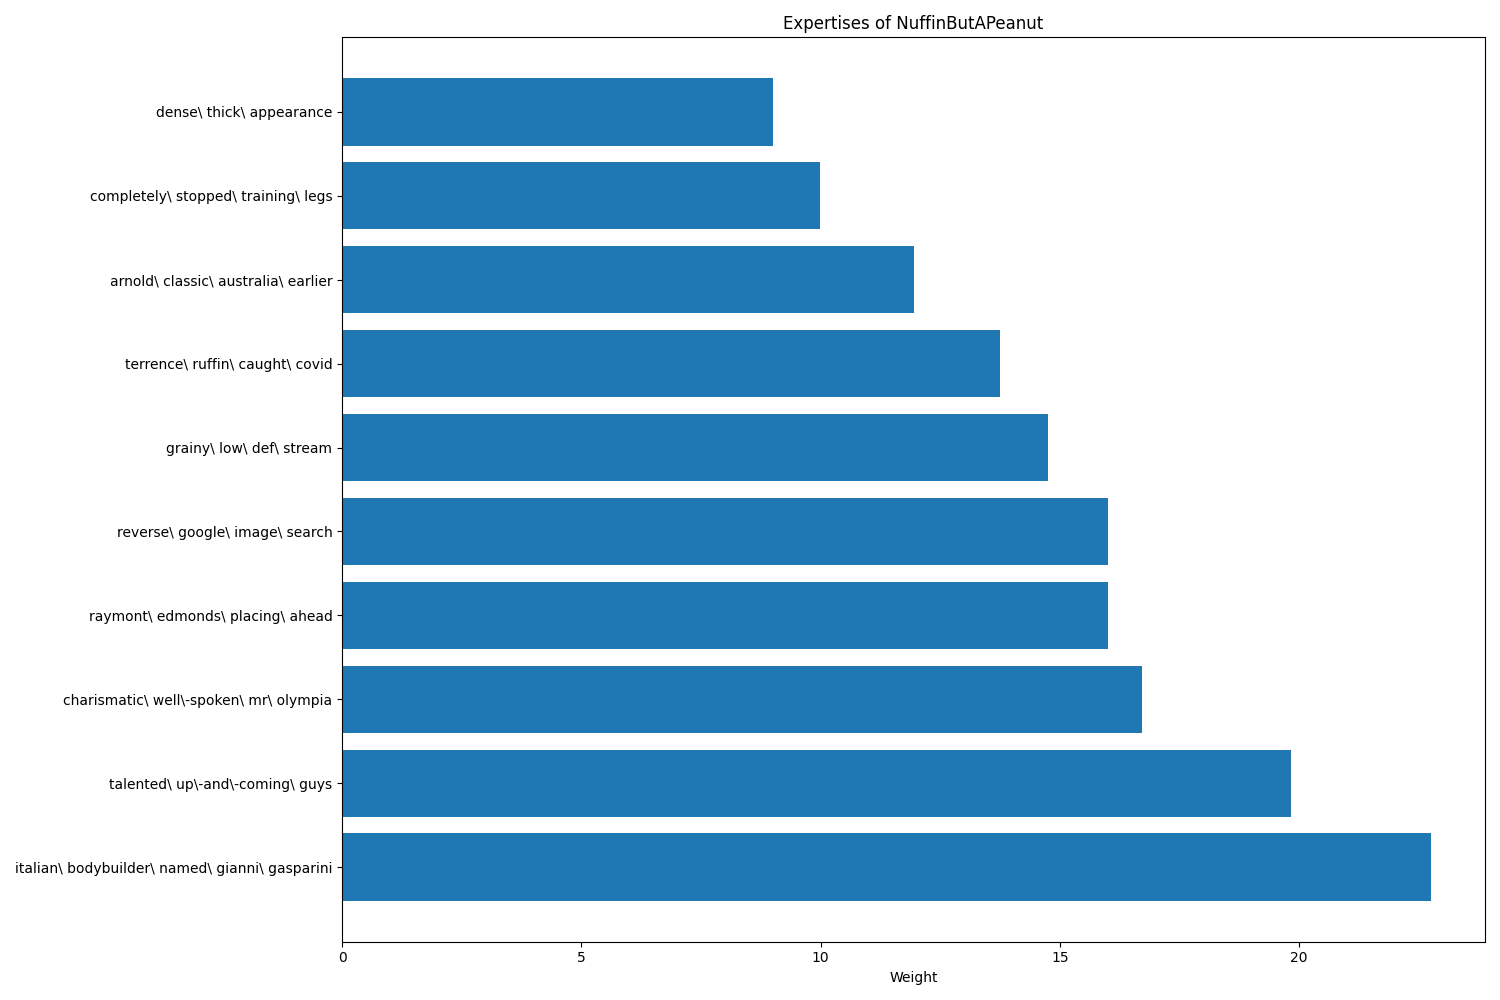 Expertises of NuffinButAPeanut
dense\ thick\ appearance
completely\ stopped\ training\ legs
arnold\ classic\ australia\ earlier
terrence\ ruffin\ caught\ covid
grainy\ low\ def\ stream
reverse\ google\ image\ search
raymont\ edmonds\ placing\ ahead
charismatic\ well\-spoken\ mr\ olympia
talented\ up\-and\-coming\ guys
italian\ bodybuilder\ named\ gianni\ gasparini
0 5 10 15 20
Weight